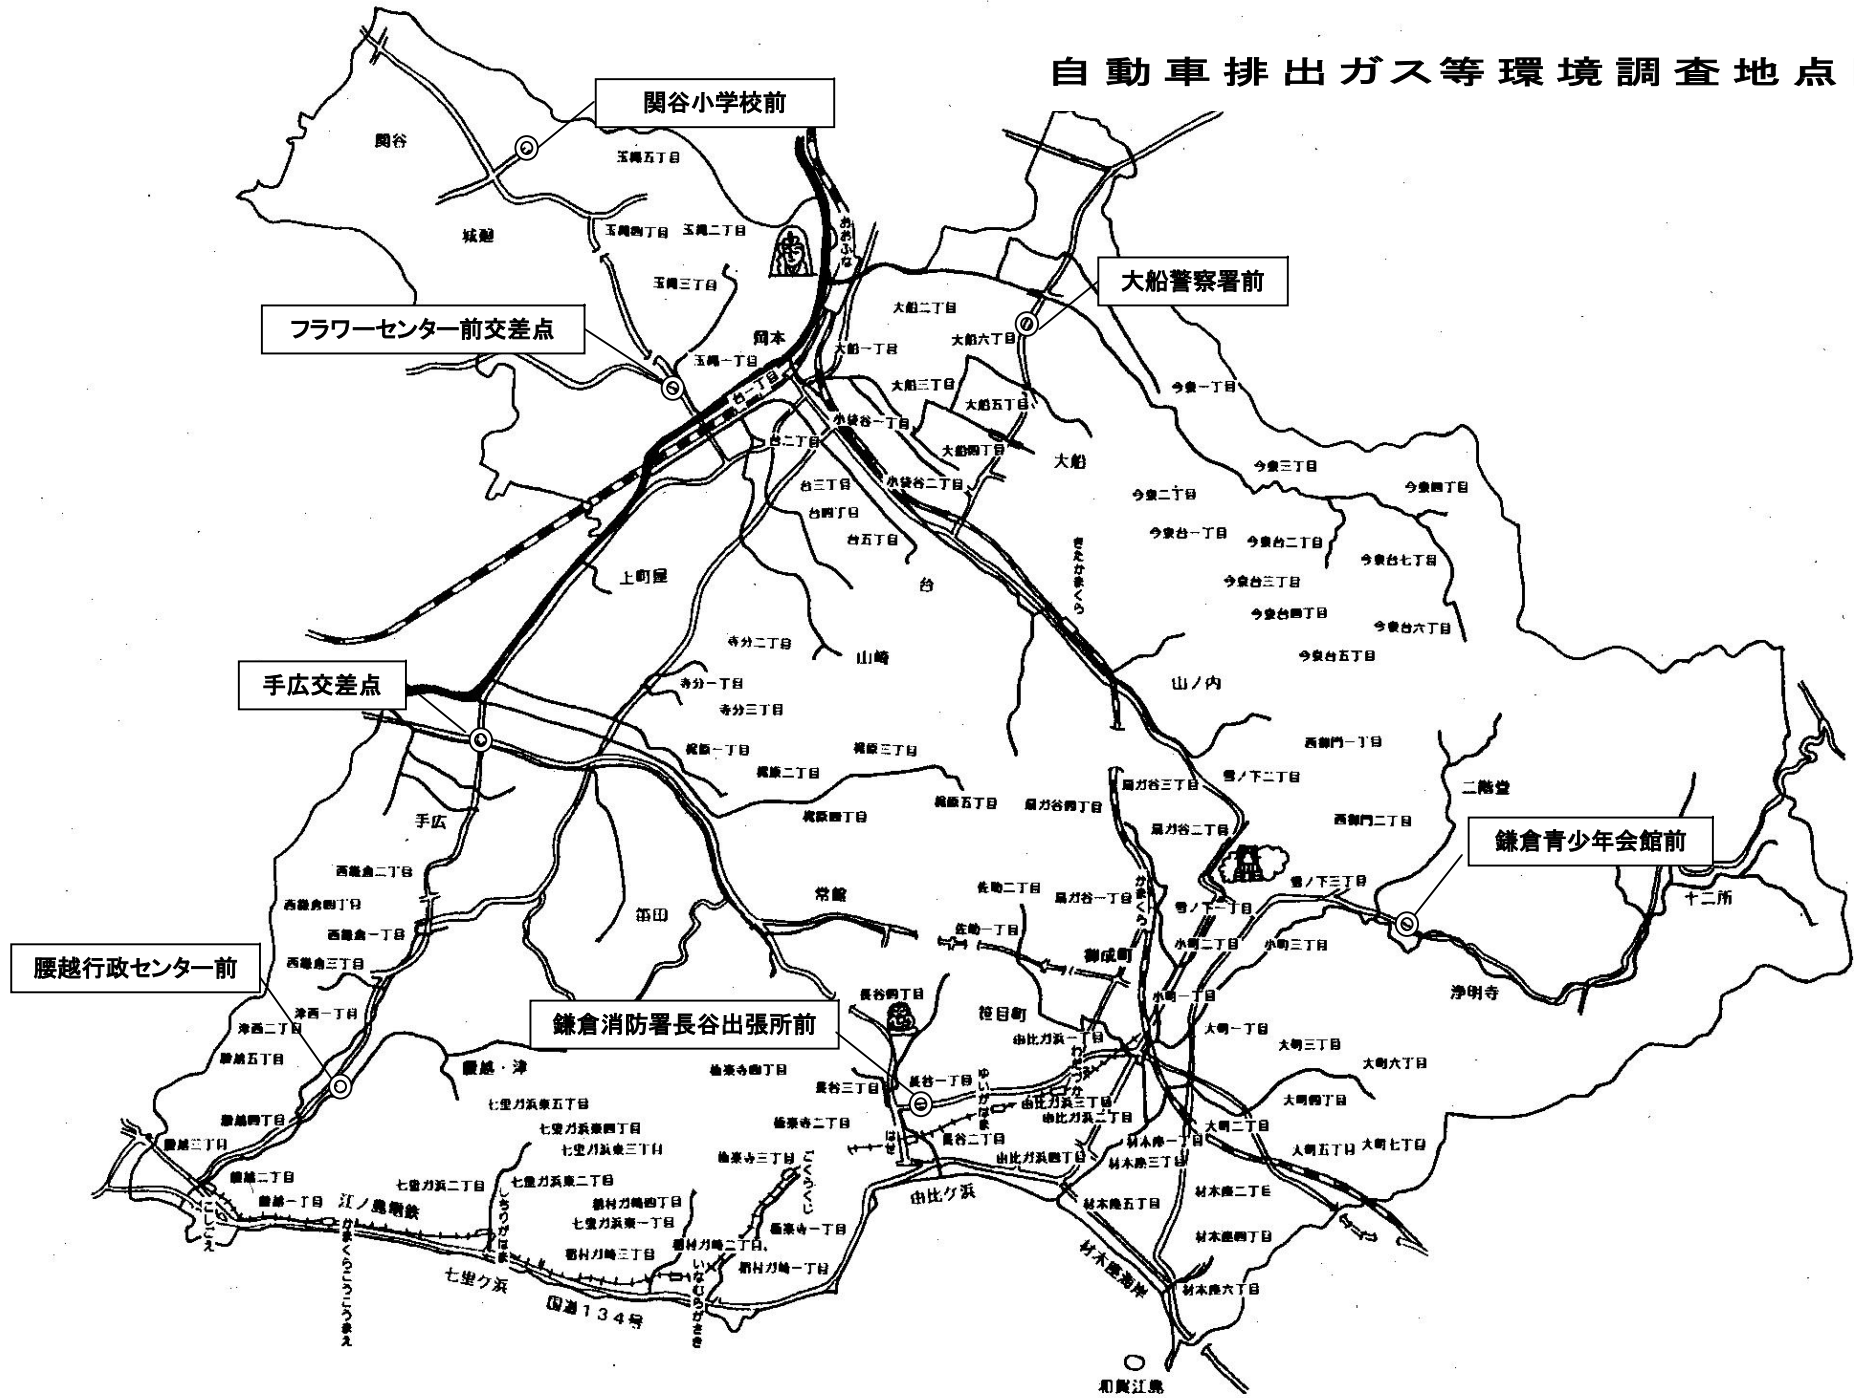 自動車排出ガス等環境調査地点
関谷小学校前
関谷
玉縄五丁目
城廻
玉縄四丁目
玉縄二丁目
おおふな
玉縄三丁目
大船警察署前
フラワーセンター前交差点
大船二丁目
岡本
大船六丁目
大船一丁目
玉縄一丁目
台一丁目
大船三丁目
今泉一丁目
大船五丁目
小袋谷一丁目
台二丁目
大船四丁目
大船
今泉三丁目
台三丁目
小袋谷二丁目
今泉二丁目
今泉四丁目
台四丁目
台五丁目
きたかまくら
今泉台一丁目
今泉台二丁目
今泉台七丁目
上町屋
台
今泉台三丁目
今泉台四丁目
今泉台六丁目
寺分二丁目
山崎
今泉台五丁目
手広交差点
寺分一丁目
山ノ内
寺分三丁目
梶原一丁目
梶原三丁目
西御門一丁目
梶原二丁目
扇ガ谷三丁目
雪ノ下二丁目
二階堂
梶原五丁目
扇ガ谷四丁目
手広
梶原四丁目
扇ガ谷二丁目
西御門二丁目
鎌倉青少年会館前
西鎌倉二丁目
かまくら
佐助二丁目
雪ノ下三丁目
常盤
扇ガ谷一丁目
十二所
西鎌倉四丁目
笛田
雪ノ下一丁目
西鎌倉一丁目
佐助一丁目
小町二丁目
小町三丁目
御成町
腰越行政センター前
西鎌倉三丁目
長谷四丁目
小町一丁目
浄明寺
津西一丁目
笹目町
鎌倉消防署長谷出張所前
津西二丁目
大町一丁目
由比ガ浜一丁目
大町三丁目
腰越五丁目
わだづか
大町六丁目
腰越・津
極楽寺四丁目
長谷一丁目
ゆいがはま
長谷三丁目
七里ガ浜東五丁目
由比ガ浜三丁目
大町四丁目
腰越四丁目
極楽寺二丁目
由比ガ浜二丁目
大町二丁目
七里ガ浜東四丁目
はせ
長谷二丁目
腰越三丁目
七里ガ浜東三丁目
材木座一丁目
大町五丁目
大町七丁目
極楽寺三丁目
ごくらくじ
由比ガ浜四丁目
材木座三丁目
腰越二丁目
七里ガ浜二丁目
七里ガ浜東二丁目
由比ケ浜
材木座二丁目
腰越一丁目
江ノ島電鉄
しちりがはま
稲村ガ崎四丁目
材木座五丁目
こしごえ
七里ガ浜東一丁目
極楽寺一丁目
かまくらこうこうまえ
稲村ガ崎三丁目
稲村ガ崎二丁目
材木座四丁目
七里ケ浜
稲村ガ崎一丁目
いなむらがさき
材木座海岸
材木座六丁目
国道134号
和賀江島